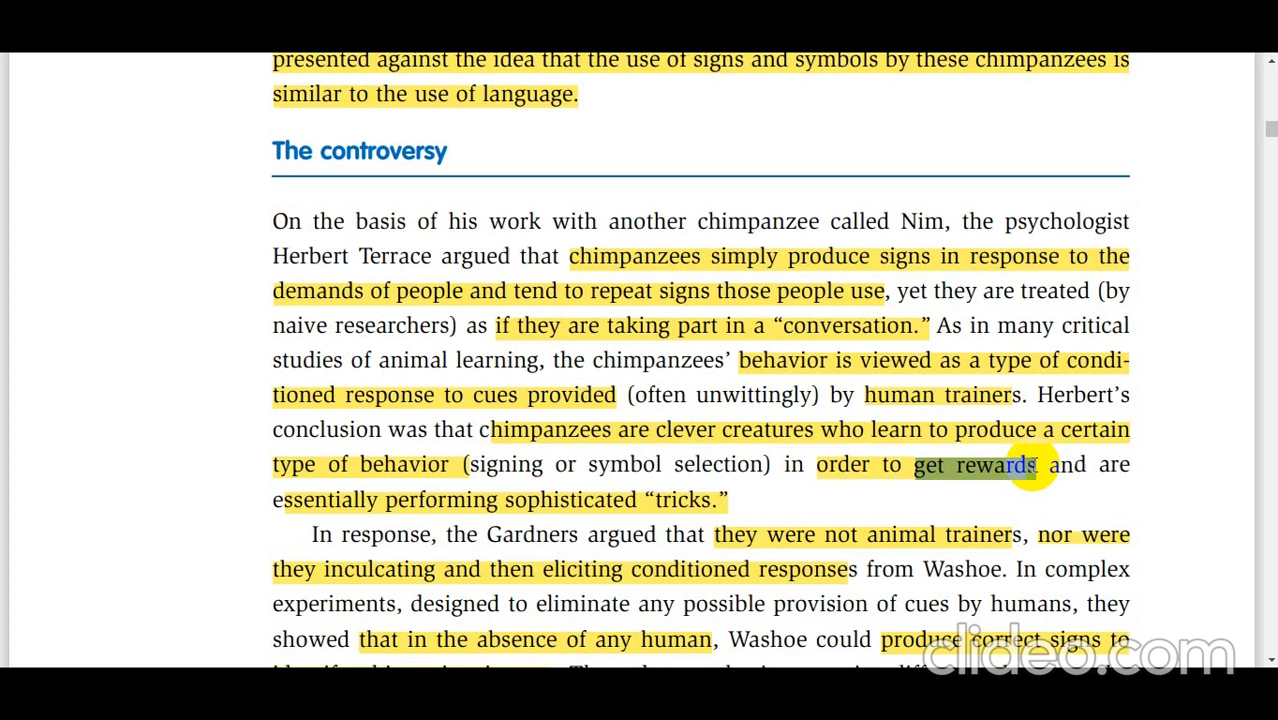 presented against the idea that the use of signs and symbols by these chimpanzees is
similar to the use of language.
The controversy
On the basis of his work with another chimpanzee called Nim, the psychologist
Herbert Terrace argued that chimpanzees simply produce signs in response to the
demands of people and tend to repeat signs those people use, yet they are treated (by
naive researchers) as if they are taking part in a “conversation.” As in many critical
studies of animal learning, the chimpanzees’ behavior is viewed as a type of condi-
tioned response to cues provided (often unwittingly) by human trainers. Herbert’s
conclusion was that chimpanzees are clever creatures who learn to produce a certain
type of behavior (signing or symbol selection) in order to get rewards and are
essentially performing sophisticated “tricks.”
In response, the Gardners argued that they were not animal trainers, nor were
they inculcating and then eliciting conditioned responses from Washoe. In complex
experiments, designed to eliminate any possible provision of cues by humans, they
showed that in the absence of any human, Washoe could produce correct signs to
clideo.com